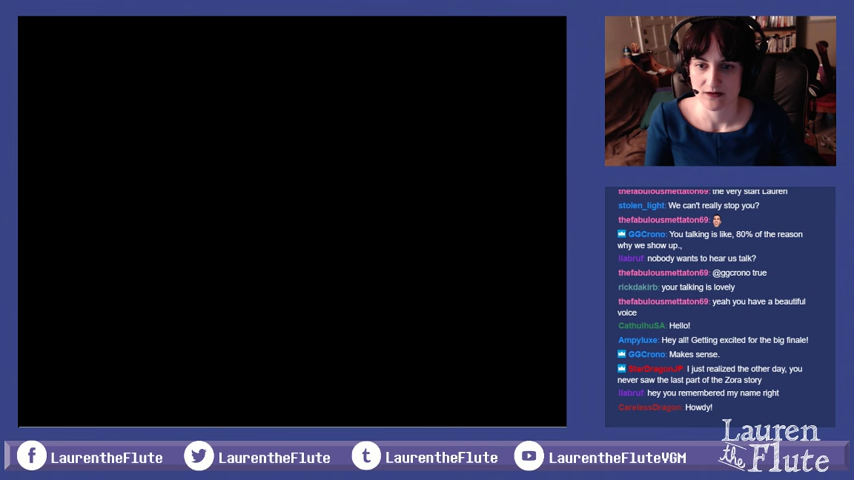 thefabulousmettaton69: the very start Lauren
stolen_light: We can't really stop you?
thefabulousmettaton69:
GGCrono: You talking is like, 80% of the reason
why we show up.,
llabruf: nobody wants to hear us talk?
thefabulousmettaton69: @ggcrono true
rickdakirb: your talking is lovely
thefabulousmettaton69: yeah you have a beautiful
voice
CathulhuSA: Hello!
Ampyluxe: Hey all! Getting excited for the big finale!
GGCrono: Makes sense.
StarDragonJP: I just realized the other day, you
never saw the last part of the Zora story
llabruf: hey you remembered my name right
CarelessDragon: Howdy!
Lauren
the Flute
LaurentheFlute
LaurentheFlute
LaurentheFlute
LaurentheFluteVGM